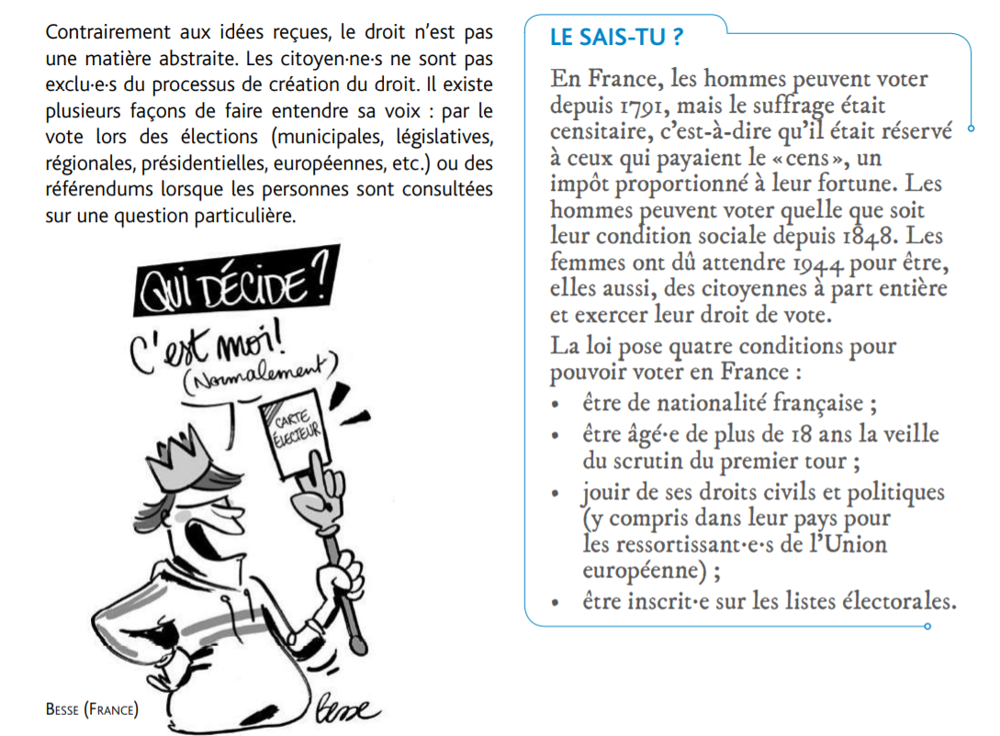 Contrairement aux idées reçues, le droit n'est pas
une matière abstraite. Les citoyen·ne·s ne sont pas
exclu·e·s du processus de création du droit. Il existe
plusieurs façons de faire entendre sa voix : par le
vote lors des élections (municipales, législatives,
régionales, présidentielles, européennes, etc.) ou des
référendums lorsque les personnes sont consultées
sur une question particulière.
QUI DÉCIDE ?
C'est moi!
(Normalement)
CARTE
ÉLECTEUR
Besse
BESSE (FRANCE)
LE SAIS-TU ?
En France, les hommes peuvent voter
depuis 1791, mais le suffrage était
censitaire, c'est-à-dire qu'il était réservé
à ceux qui payaient le «cens», un
impôt proportionné à leur fortune. Les
hommes peuvent voter quelle que soit
leur condition sociale depuis 1848. Les
femmes ont dû attendre 1944 pour être,
elles aussi, des citoyennes à part entière
et exercer leur droit de vote.
La loi pose quatre conditions pour
pouvoir voter en France :
• être de nationalité française ;
• être âgé·e de plus de 18 ans la veille
du scrutin du premier tour ;
• jouir de ses droits civils et politiques
(y compris dans leur pays pour
les ressortissant·e·s de l'Union
européenne) ;
• être inscrit·e sur les listes électorales.